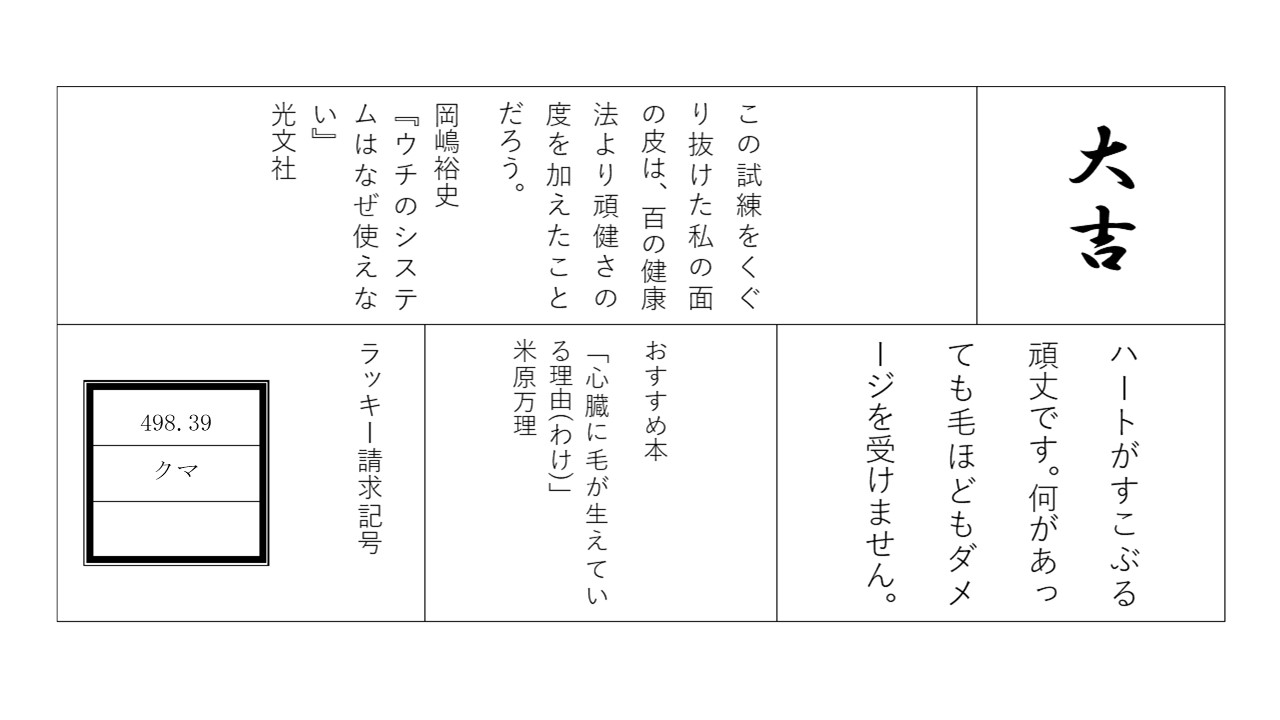 大吉
この試練をくぐ
り抜けた私の面
の皮は、百の健康
法より頑健さの
度を加えたこと
だろう。
岡嶋裕史
『ウチのシステ
ムはなぜ使えな
い』
光文社
ハートがすこぶる
頑丈です。何があっ
ても毛ほどもダメ
ージを受けません。
おすすめ本
「心臓に毛が生えてい
る理由(わけ)」
米原万理
ラッキー請求記号
498.39
クマ